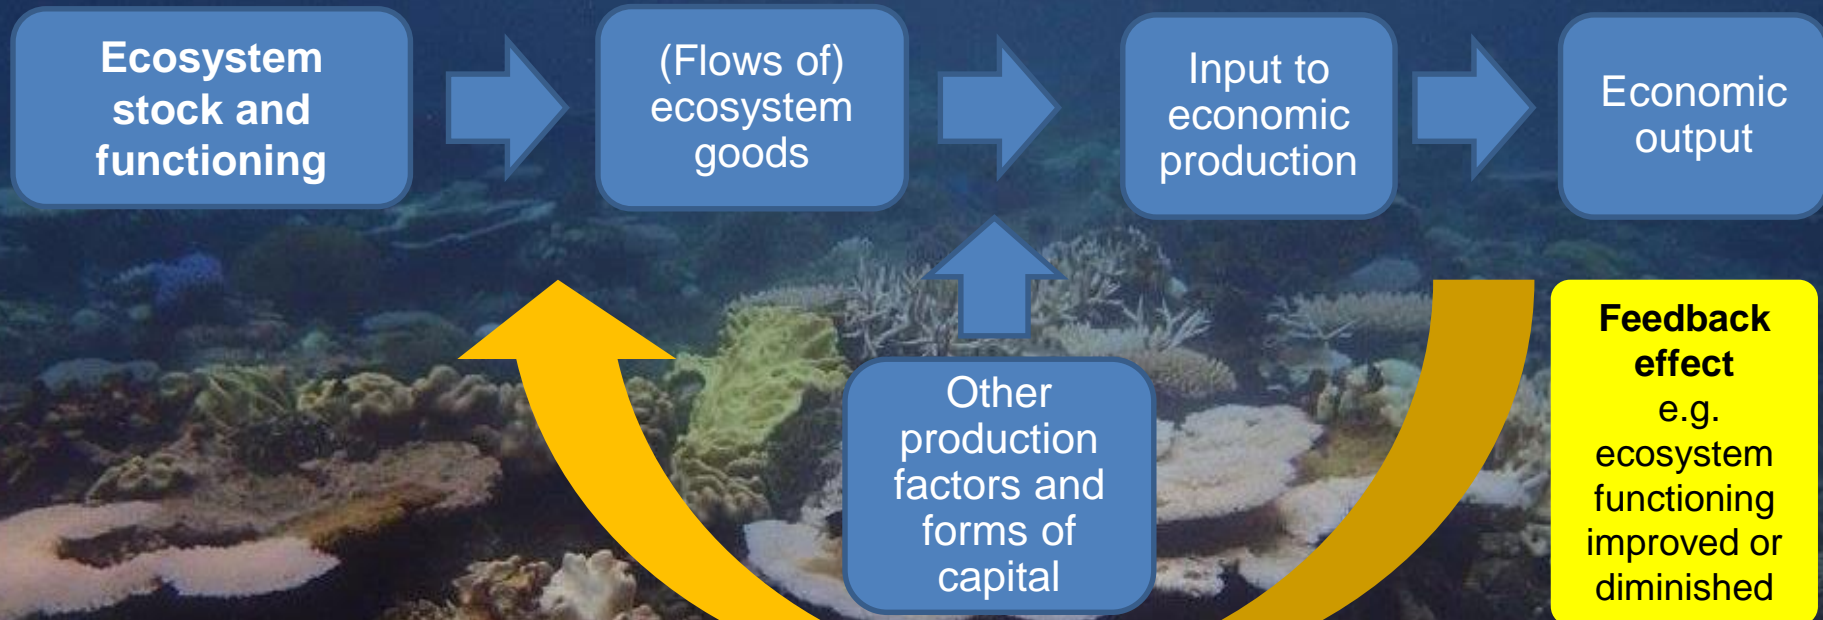 Ecosystem
stock and
functioning
(Flows of)
ecosystem
goods
Input to
economic
production
Economic
output
Other
production
factors and
forms of
capital
Feedback
effect
e.g.
ecosystem
functioning
improved or
diminished